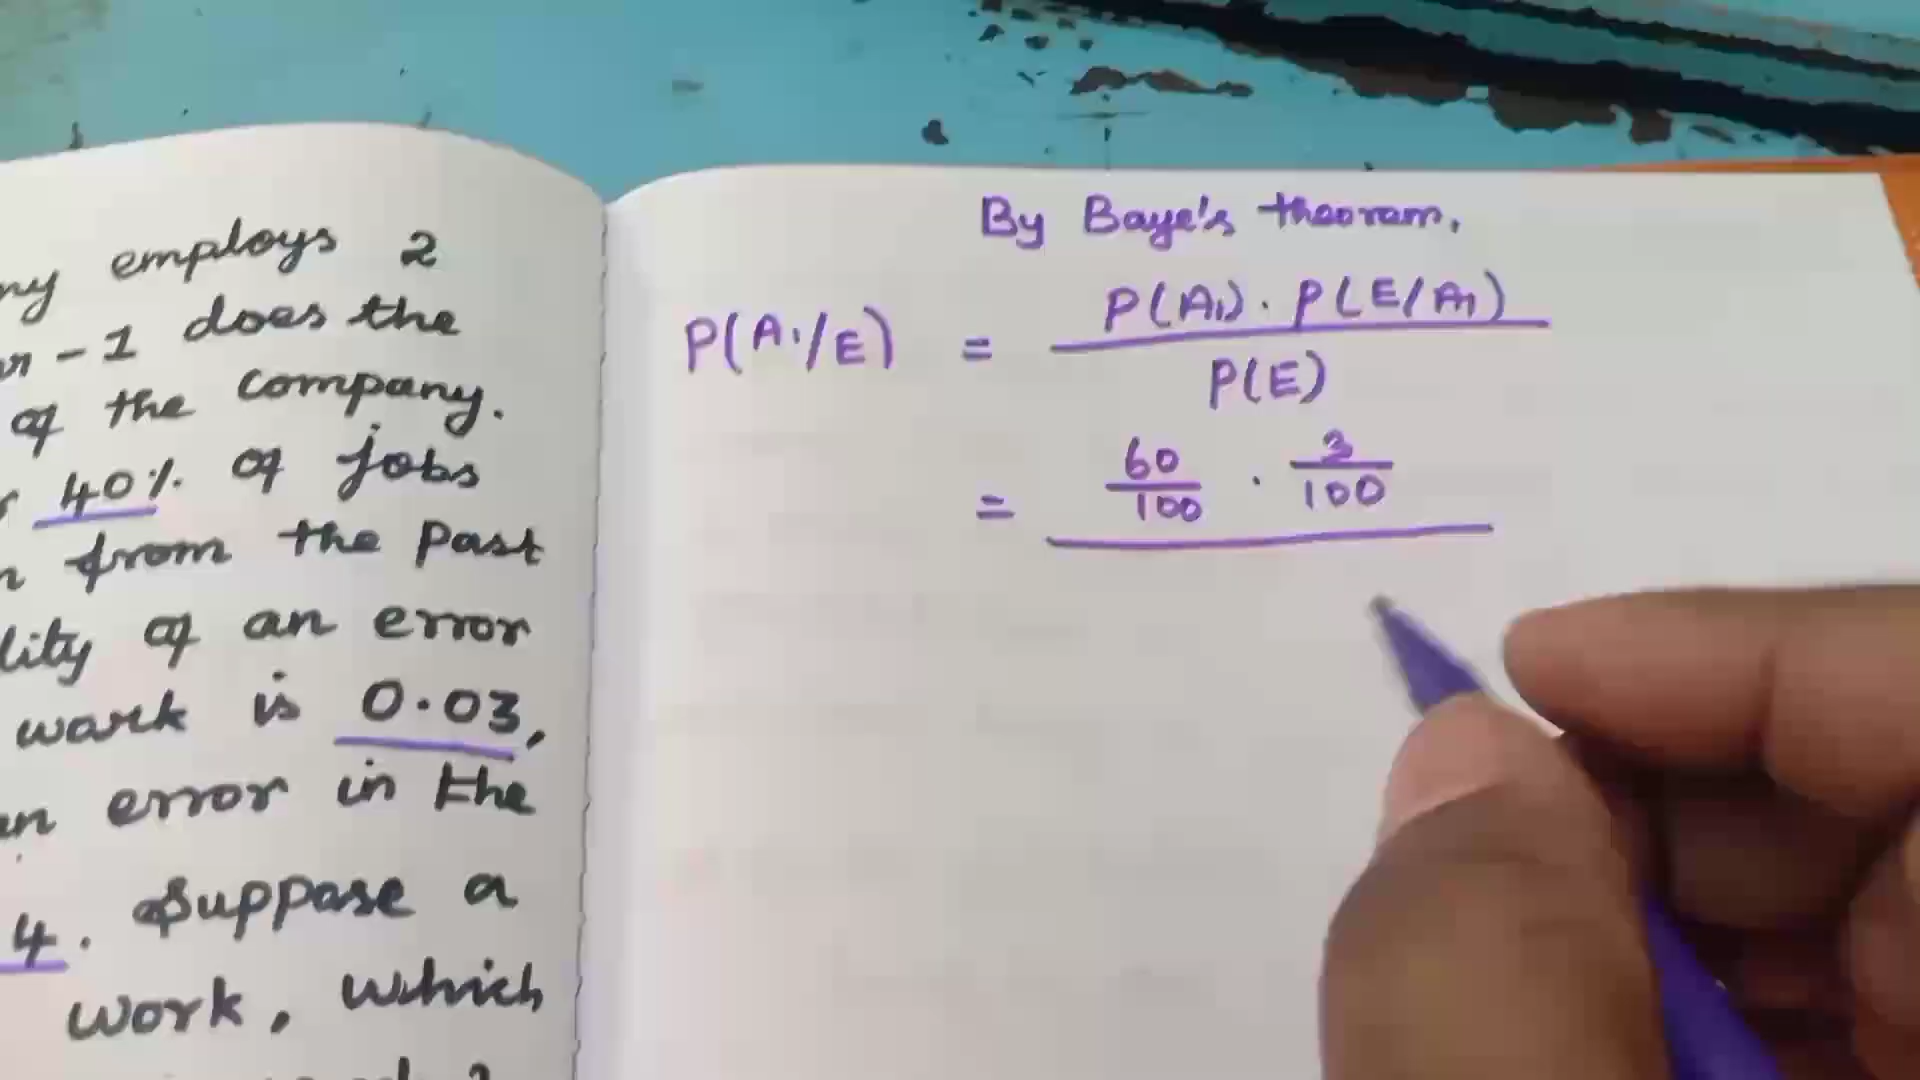 employs 2
-1 does the
of the company.
40% of jobs
from the past
of an error
work is 0.03,
error in the
4. Suppose a
work, which
By Baye's theoram.
P(A1/E) = P(A1) . P(E/A1)
P(E)
= 60/100 . 3/100